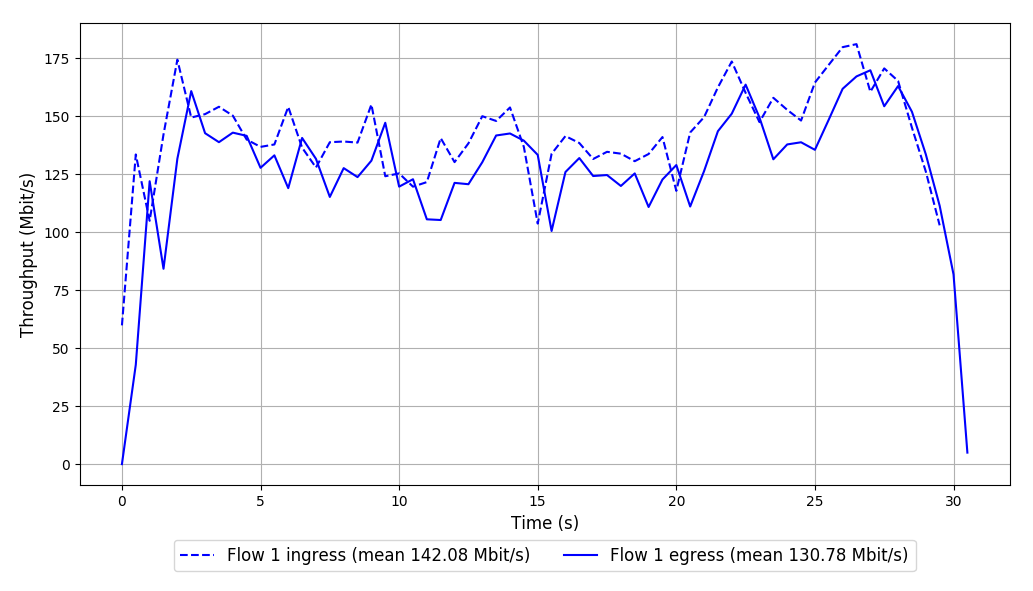 175
150
125
100
75
50
25
0
Throughput (Mbit/s)
0 5 10 15 20 25 30
Time (s)
Flow 1 ingress (mean 142.08 Mbit/s) Flow 1 egress (mean 130.78 Mbit/s)